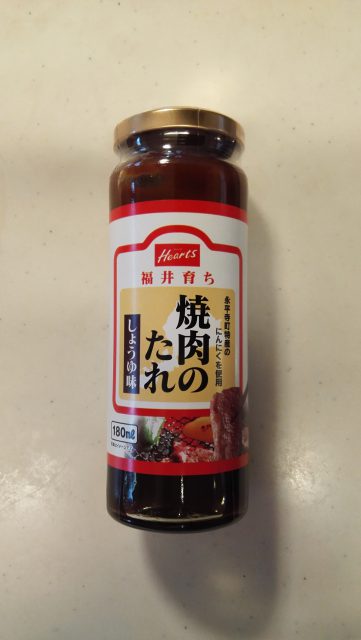 Hearts
福井育ち
永平寺町特産の
にんにくを使用
焼肉の
たれ
しょうゆ味
180ml